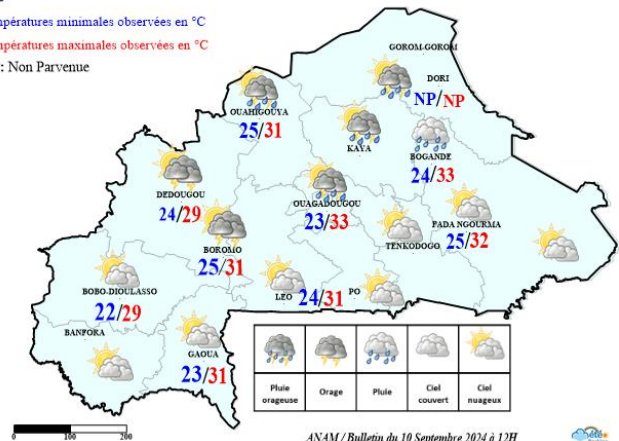 mpératures minimales observées en °C
mpératures maximales observées en °C
: Non Parvenue
GOROM-GOROM
DORI
NP/NP
OUAHIGOUYA
25/31
KAYA
BOGANDE
24/33
DEDOUGOU
24/29
OUAGADOUGOU
23/33
FADA NGOURMA
25/32
TENKODOGO
BOROMO
25/31
BOBO-DIOULASSO
22/29
LEO
24/31
PO
BANFORA
GAOUA
23/31
Pluie orageuse
Orage
Pluie
Ciel couvert
Ciel nuageux
0 100 200
ANAM / Bulletin du 10 Septembre 2024 à 12H